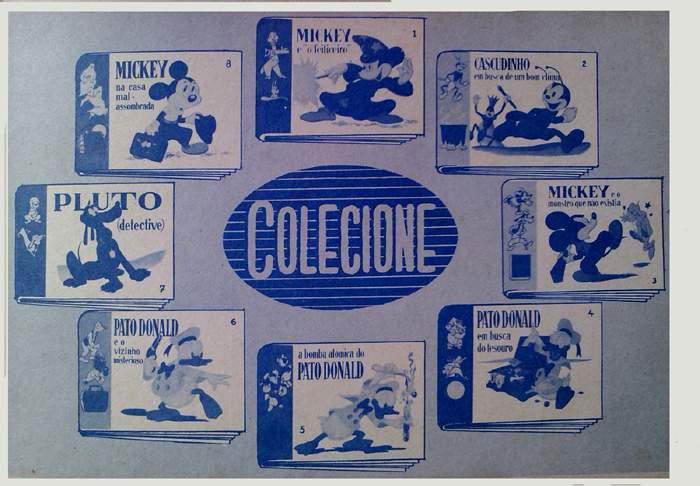 MICKEY
e "o feiticeiro"
1
CASCUDINHO
em busca de um bom clima
2
MICKEY e o
monstro que não existia
3
PATO DONALD
em busca
do tesouro
4
a bomba atomica do
PATO DONALD
5
PATO DONALD
e o
vizinho
misterioso
6
PLUTO
(detective)
7
MICKEY
na casa
mal-
assombrada
8
COLECIONE